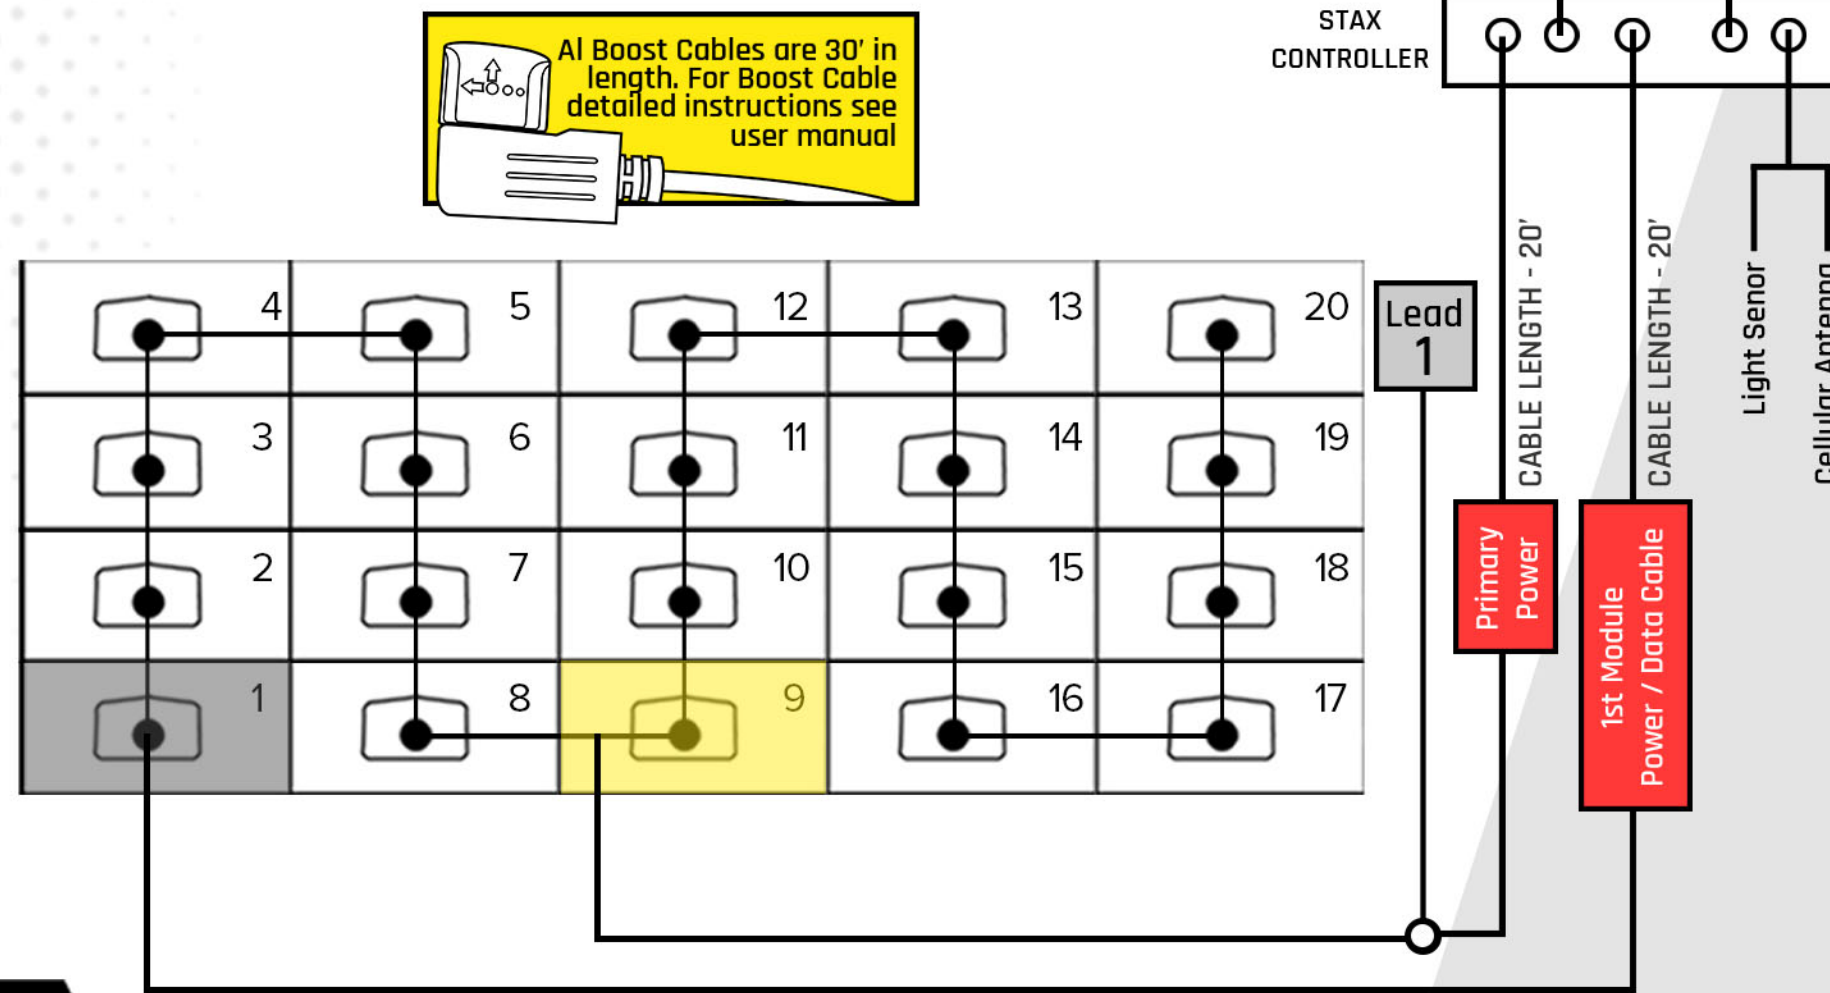 Al Boost Cables are 30' in
length. For Boost Cable
detailed instructions see
user manual
STAX
CONTROLLER
4
5
12
13
20
3
6
11
14
19
2
7
10
15
18
1
8
9
16
17
Lead
1
CABLE LENGTH - 20'
CABLE LENGTH - 20'
Light Senor
Cellular Antenna
Primary
Power
1st Module
Power / Data Cable